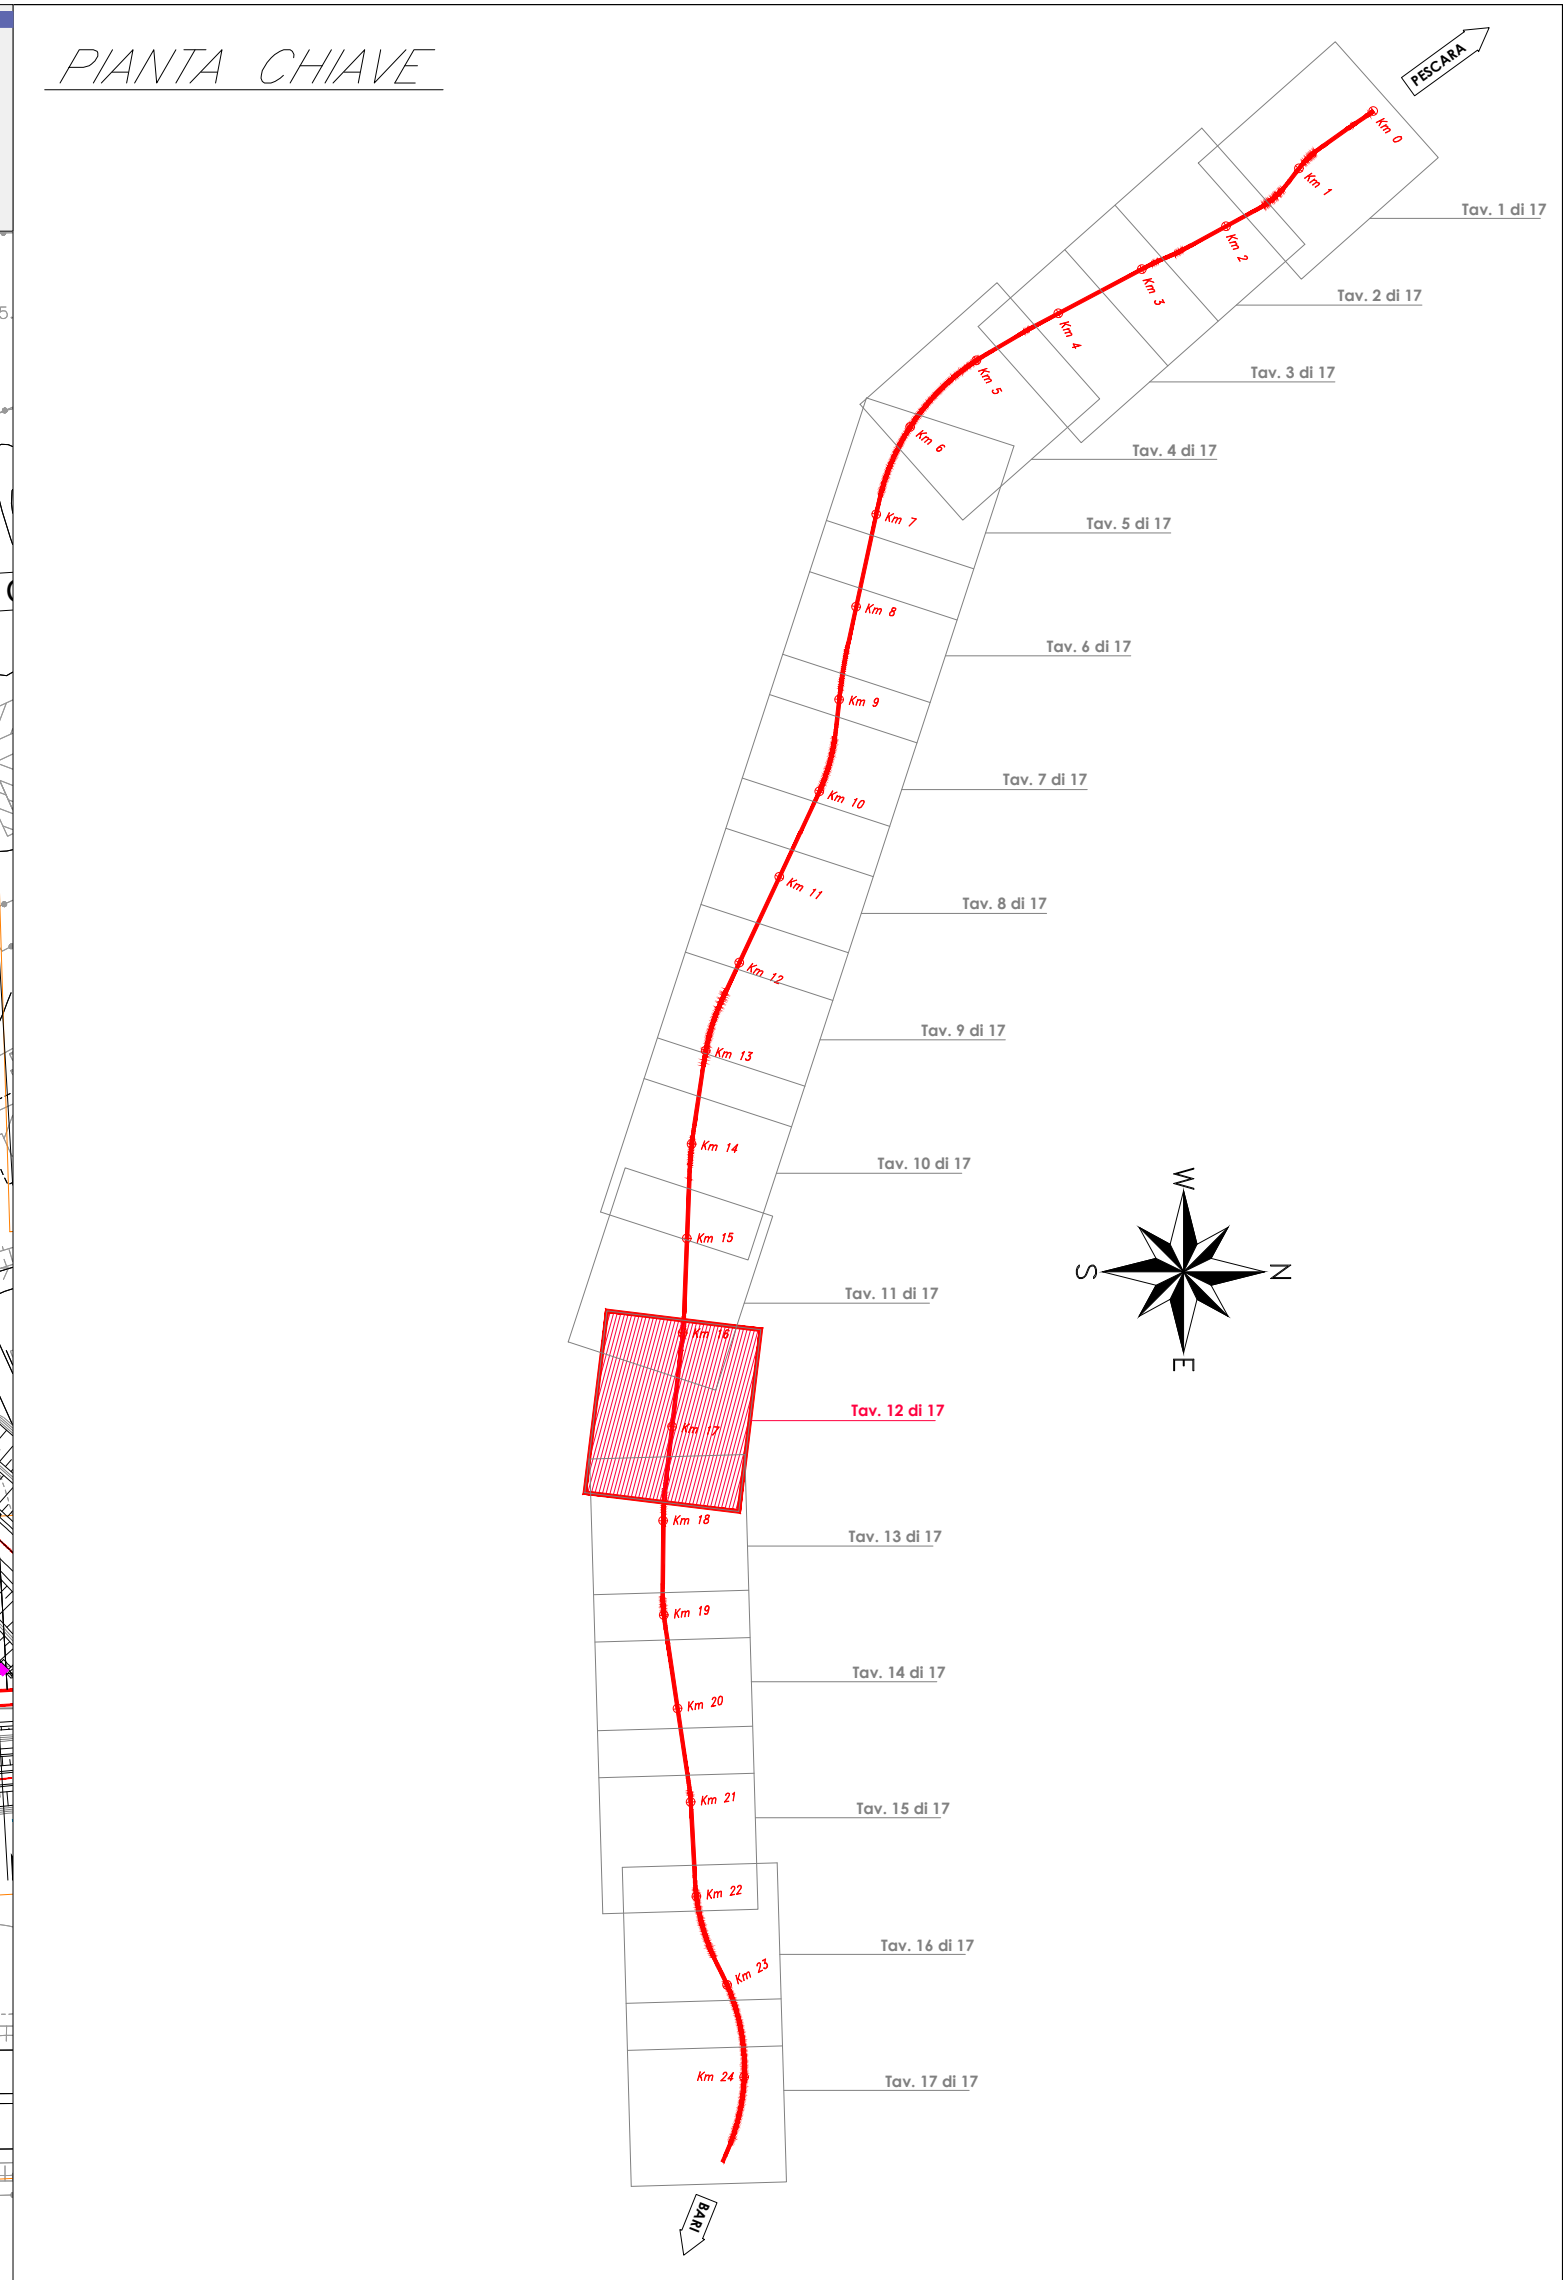 PIANTA CHIAVE
PESCARA
Km 0
Km 1
Tav. 1 di 17
Km 2
Km 3
Tav. 2 di 17
Km 4
Km 5
Tav. 3 di 17
Km 6
Tav. 4 di 17
Km 7
Tav. 5 di 17
Km 8
Tav. 6 di 17
Km 9
Tav. 7 di 17
Km 10
Km 11
Tav. 8 di 17
Km 12
Tav. 9 di 17
Km 13
Km 14
Tav. 10 di 17
W
Km 15
S
N
Tav. 11 di 17
Km 16
E
Tav. 12 di 17
Km 17
Km 18
Tav. 13 di 17
Km 19
Tav. 14 di 17
Km 20
Km 21
Tav. 15 di 17
Km 22
Tav. 16 di 17
Km 23
Km 24
Tav. 17 di 17
BARI